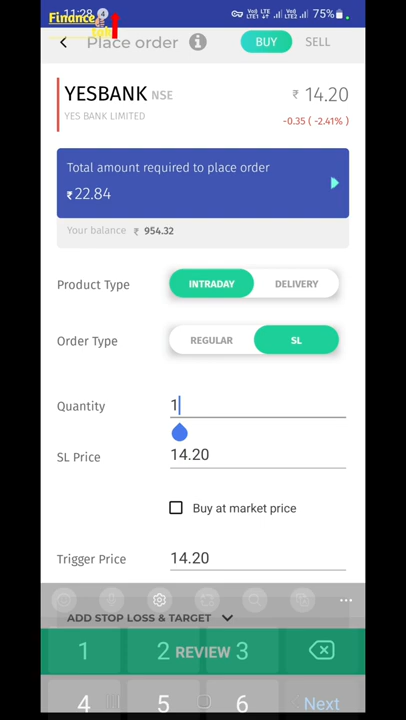 11:28 4 75%
Finance
Place order i BUY SELL
YESBANK NSE ₹ 14.20
YES BANK LIMITED -0.35 (-2.41%)
Total amount required to place order
₹ 22.84
Your balance ₹ 954.32
Product Type INTRADAY DELIVERY
Order Type REGULAR SL
Quantity 1
SL Price 14.20
Buy at market price
Trigger Price 14.20
ADD STOP LOSS & TARGET
1 2 REVIEW 3
4 5 6 Next